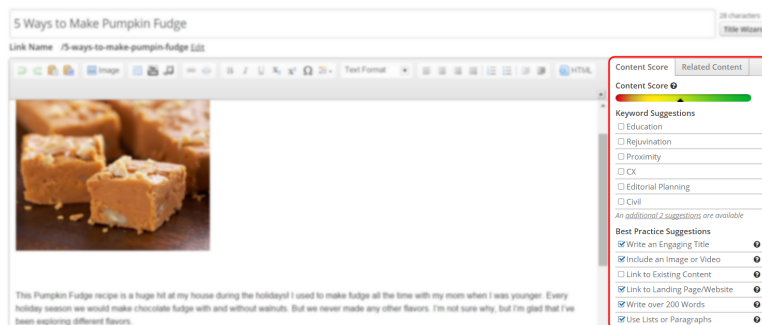 5 Ways to Make Pumpkin Fudge
28 characters
Title Wizard
Link Name /5-ways-to-make-pumpin-fudge Edit
Image
B I U X₂ X² Ω
Text Format
HTML
Content Score
Related Content
Content Score
Keyword Suggestions
Education
Rejuvination
Proximity
CX
Editorial Planning
Civil
An additional 2 suggestions are available
Best Practice Suggestions
Write an Engaging Title
Include an Image or Video
Link to Existing Content
Link to Landing Page/Website
Write over 200 Words
Use Lists or Paragraphs
This Pumpkin Fudge recipe is a huge hit at my house during the holidays! I used to make fudge all the time with my mom when I was younger. Every
holiday season we would make chocolate fudge with and without walnuts. But we never made any other flavors. I'm not sure why, but I'm glad that I've
been exploring different flavors.